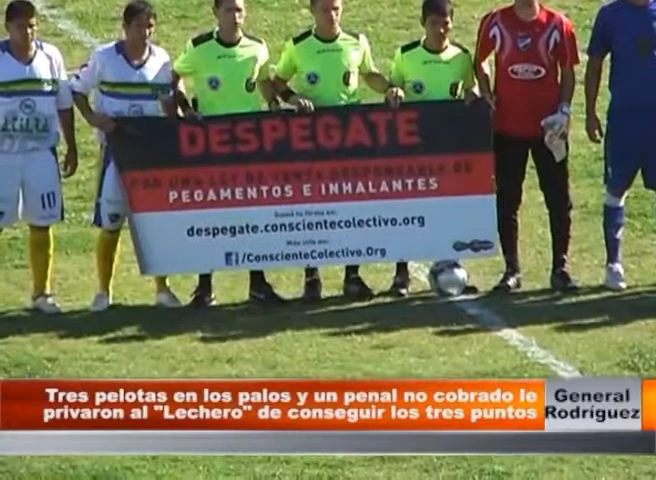 DESPEGATE
POR UNA LEY DE VENTA RESPONSABLE DE
PEGAMENTOS E INHALANTES
Sumá tu firma en:
despegate.conscientecolectivo.org
Más info en:
/ConscienteColectivo.Org
10
Tres pelotas en los palos y un penal no cobrado le
privaron al "Lechero" de conseguir los tres puntos
General
Rodríguez